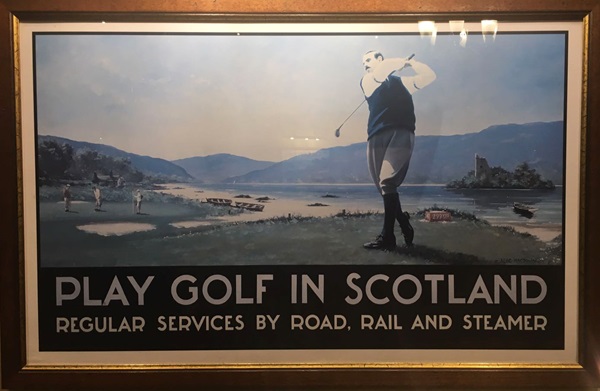 PLAY GOLF IN SCOTLAND
REGULAR SERVICES BY ROAD, RAIL AND STEAMER